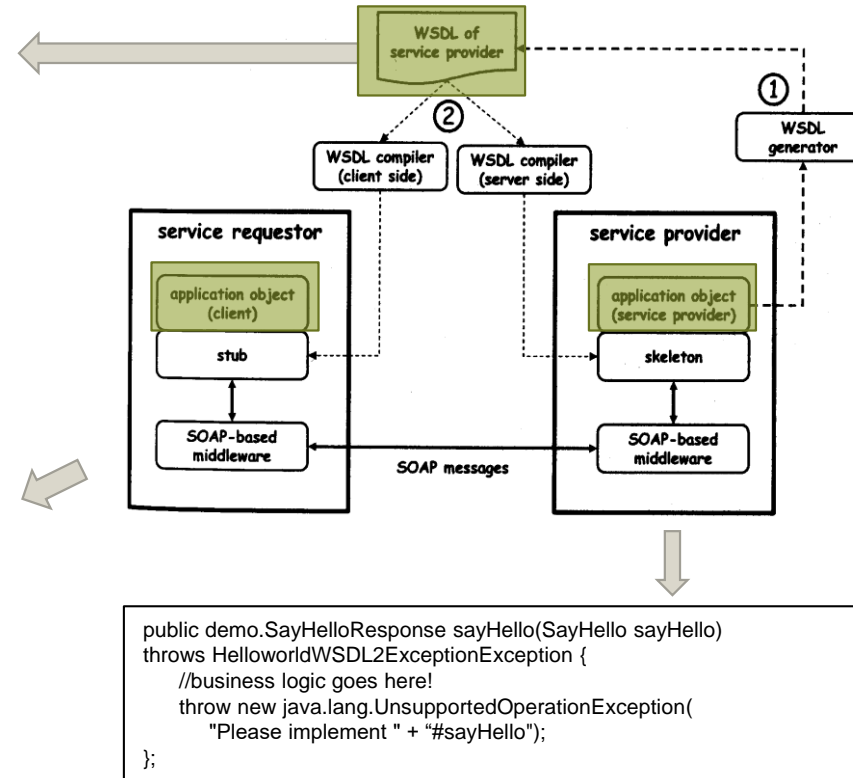 WSDL of
service provider
①
②
WSDL
generator
WSDL compiler
(client side)
WSDL compiler
(server side)
service requestor
service provider
application object
(client)
application object
(service provider)
stub
skeleton
SOAP-based
middleware
SOAP messages
SOAP-based
middleware
public demo.SayHelloResponse sayHello(SayHello sayHello)
throws HelloworldWSDL2ExceptionException {
//business logic goes here!
throw new java.lang.UnsupportedOperationException(
"Please implement " + “#sayHello");
};